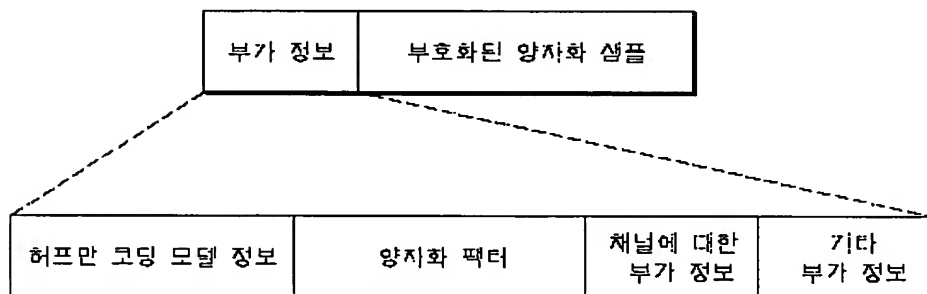 부가 정보
부호화된 양자화 샘플
허프만 코딩 모델 정보
양자화 팩터
채널에 대한
부가 정보
기타
부가 정보